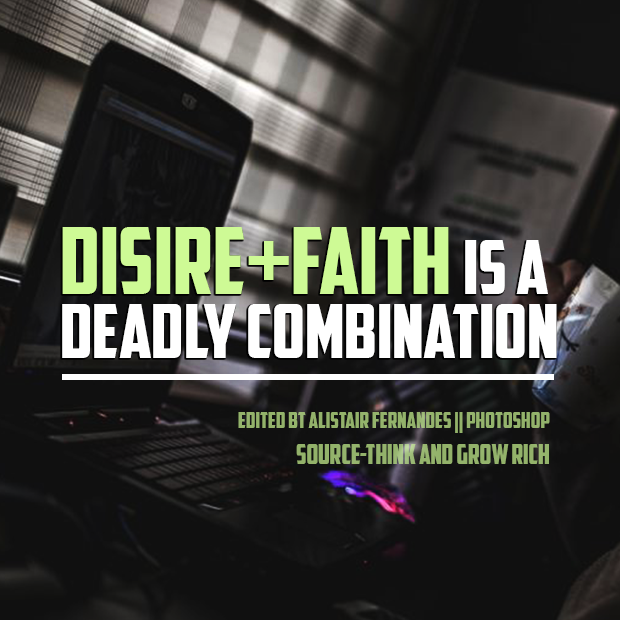 DISIRE+FAITH IS A
DEADLY COMBINATION
EDITED BT ALISTAIR FERNANDES || PHOTOSHOP
SOURCE-THINK AND GROW RICH